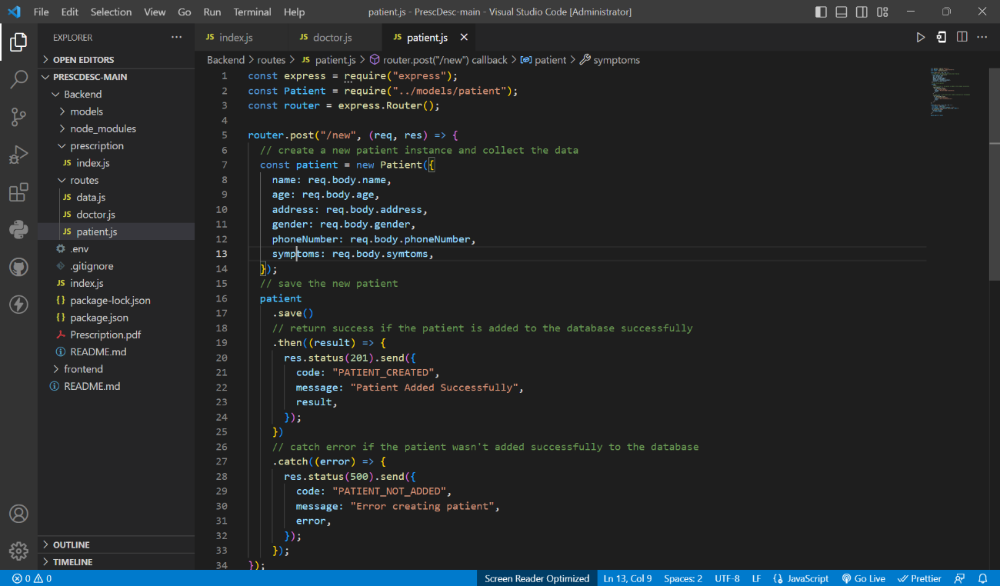 File Edit Selection View Go Run Terminal Help patient.js - PrescDesc-main - Visual Studio Code [Administrator]
EXPLORER
OPEN EDITORS
PRESCDESC-MAIN
Backend
models
node_modules
prescription
JS index.js
routes
JS data.js
JS doctor.js
JS patient.js
.env
.gitignore
JS index.js
{} package-lock.json
{} package.json
Prescription.pdf
README.md
frontend
README.md
OUTLINE
TIMELINE
JS index.js JS doctor.js JS patient.js
Backend > routes > JS patient.js > router.post("/new") callback > patient > symptoms
1 const express = require("express");
2 const Patient = require("../models/patient");
3 const router = express.Router();
4
5 router.post("/new", (req, res) => {
6 // create a new patient instance and collect the data
7 const patient = new Patient({
8 name: req.body.name,
9 age: req.body.age,
10 address: req.body.address,
11 gender: req.body.gender,
12 phoneNumber: req.body.phoneNumber,
13 symptoms: req.body.symtoms,
14 });
15 // save the new patient
16 patient
17 .save()
18 // return success if the patient is added to the database successfully
19 .then((result) => {
20 res.status(201).send({
21 code: "PATIENT_CREATED",
22 message: "Patient Added Successfully",
23 result,
24 });
25 })
26 // catch error if the patient wasn't added successfully to the database
27 .catch((error) => {
28 res.status(500).send({
29 code: "PATIENT_NOT_ADDED",
30 message: "Error creating patient",
31 error,
32 });
33 });
34 });
0 0 Screen Reader Optimized Ln 13, Col 9 Spaces: 2 UTF-8 LF JavaScript Go Live Prettier